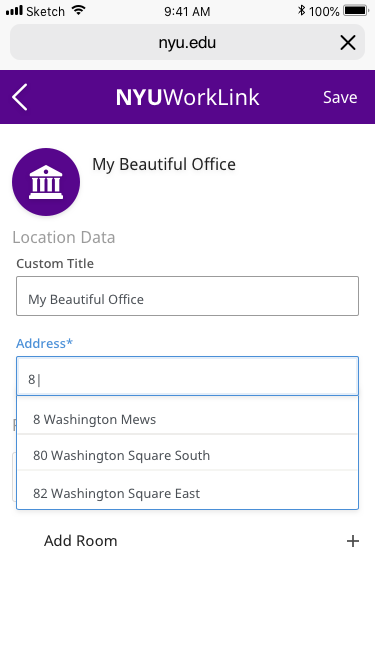 Sketch 9:41 AM 100%
nyu.edu
NYUWorkLink Save
My Beautiful Office
Location Data
Custom Title
My Beautiful Office
Address*
8|
8 Washington Mews
80 Washington Square South
82 Washington Square East
Add Room +